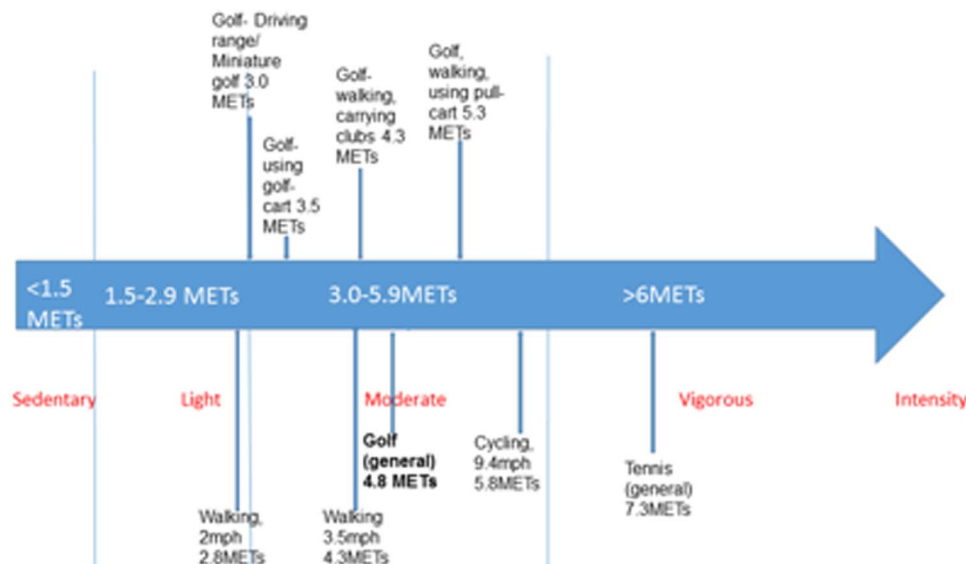 Golf- Driving
range/
Miniature
golf 3.0
METs
Golf-
using
golf-
cart 3.5
METs
Golf-
walking,
carrying
clubs 4.3
METs
Golf,
walking,
using pull-
cart 5.3
METs
<1.5
METs
1.5-2.9 METs
3.0-5.9METs
>6METs
Sedentary
Light
Moderate
Vigorous
Intensity
Walking,
2mph
2.8METs
Walking
3.5mph
4.3METs
Golf
(general)
4.8 METs
Cycling,
9.4mph
5.8METs
Tennis
(general)
7.3METs